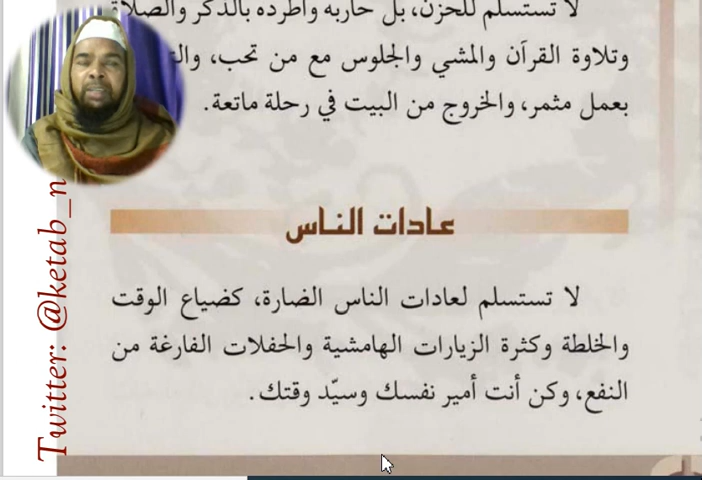 لا تستسلم للحزن، بل حاربه واطرده بالذكر والصلاة
وتلاوة القرآن والمشي والجلوس مع من تحب،
بعمل مثمر، والخروج من البيت في رحلة ماتعة.
عادات الناس
لا تستسلم لعادات الناس الضارة، كضياع الوقت
والخلطة وكثرة الزيارات الهامشية والحفلات الفارغة من
النفع، وكن أنت أمير نفسك وسيّد وقتك.
Twitter: @ketab_n